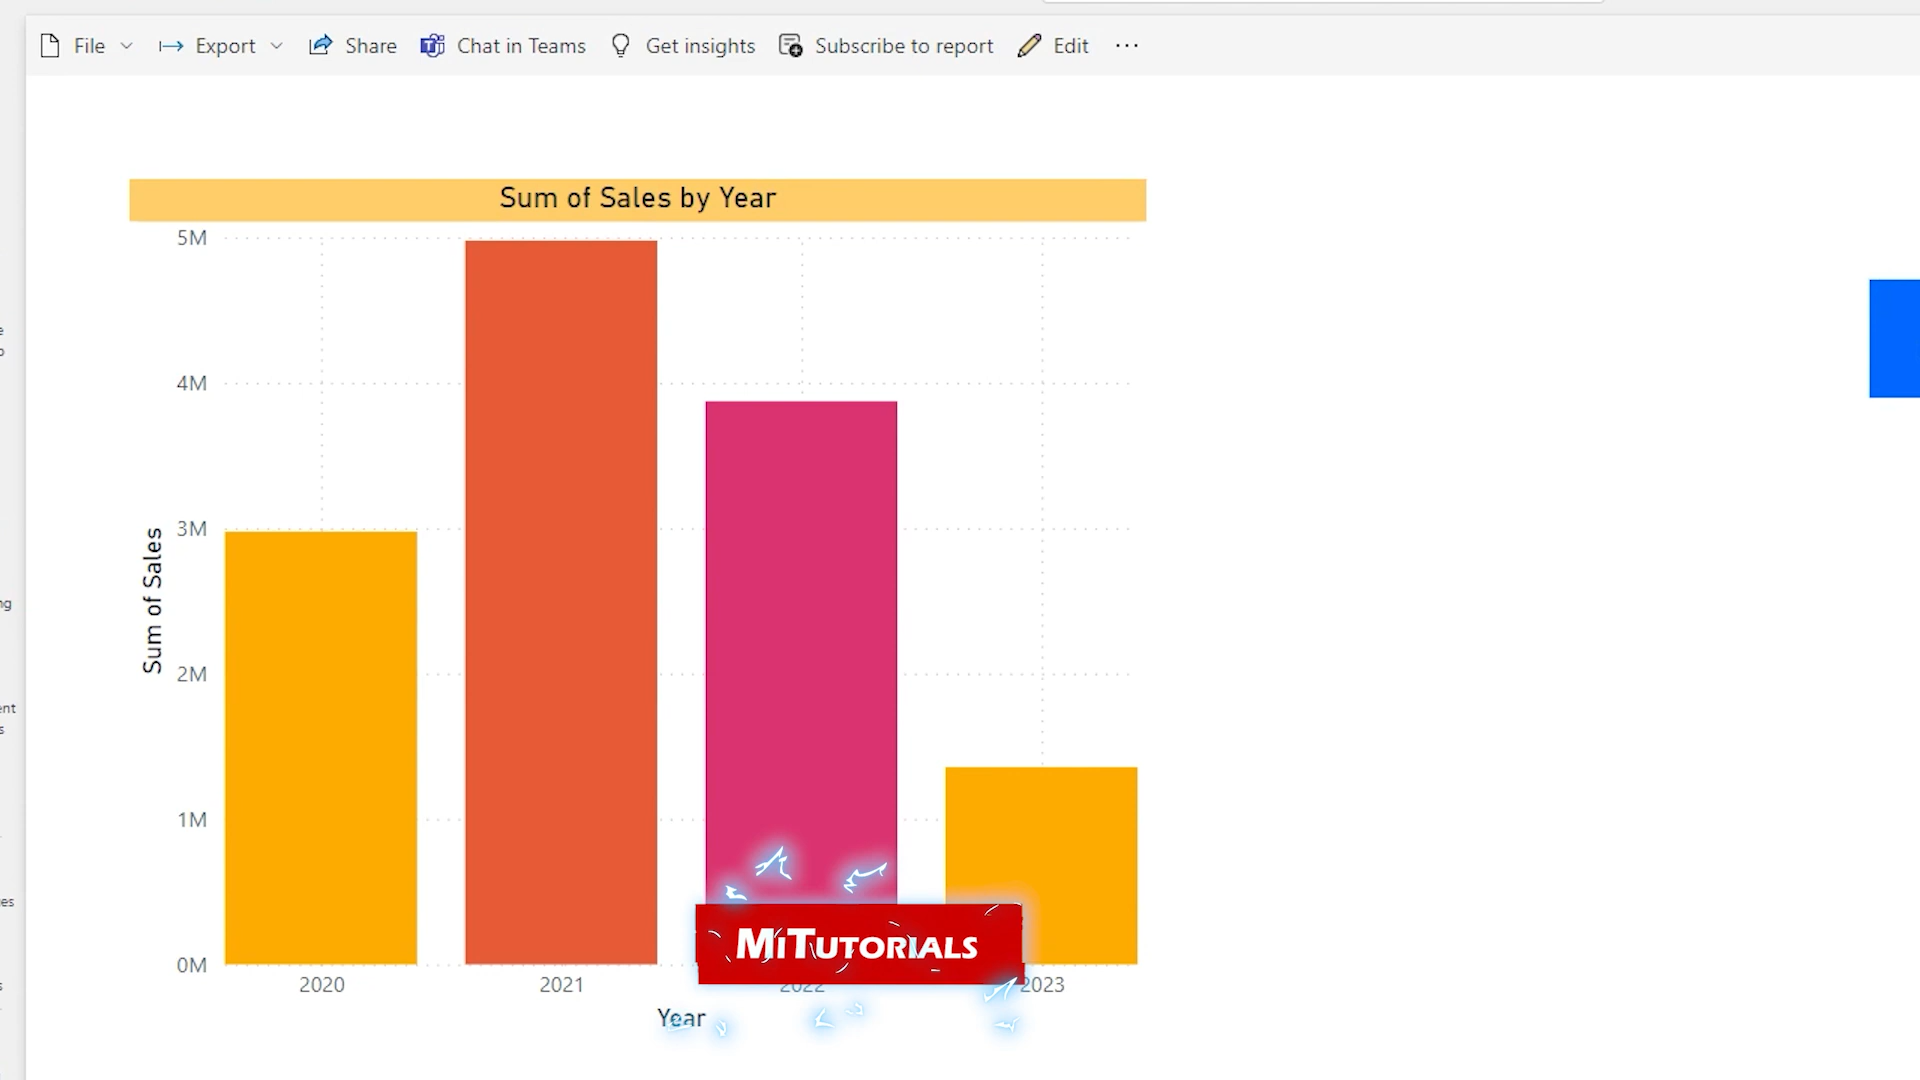 File Export Share Chat in Teams Get insights Subscribe to report Edit ...
Sum of Sales by Year
5M
4M
3M
2M
1M
0M
Sum of Sales
2020 2021 2022 2023
Year
MiTutorials